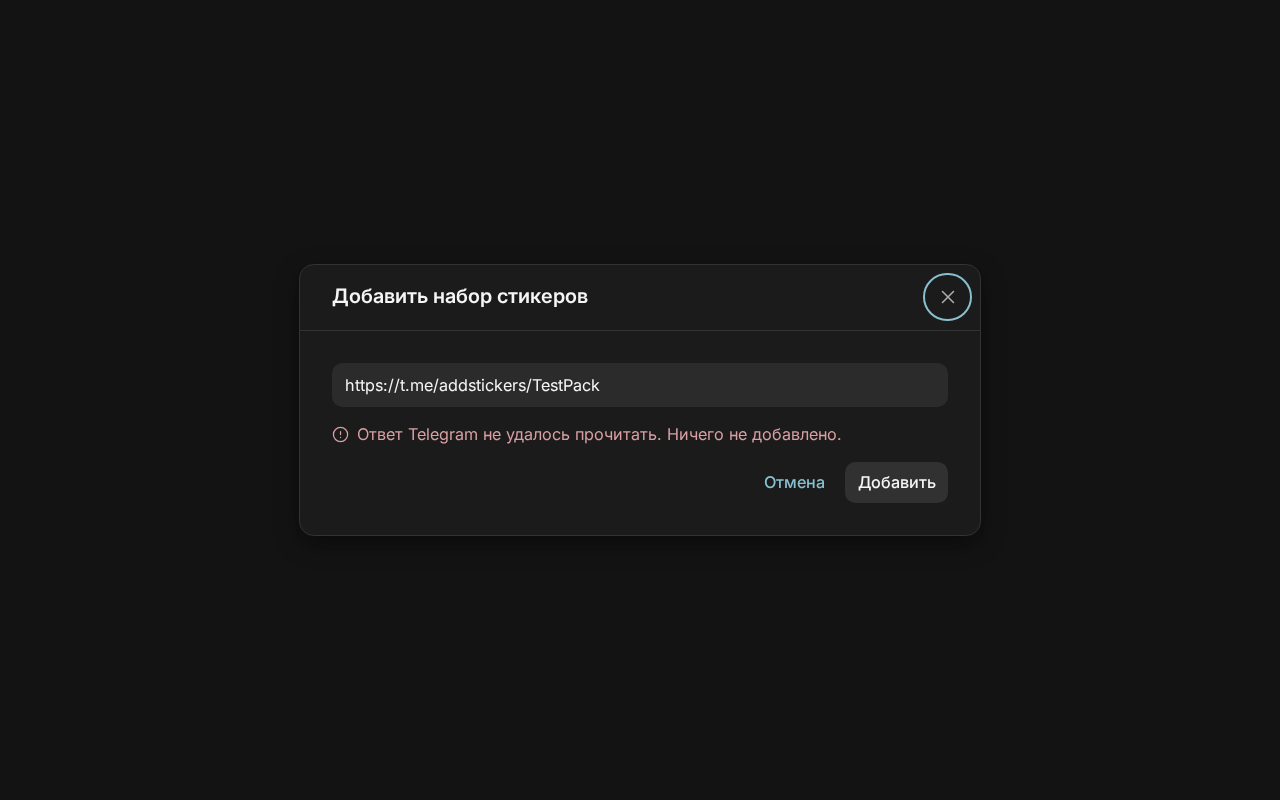 Добавить набор стикеров
https://t.me/addstickers/TestPack
Ответ Telegram не удалось прочитать. Ничего не добавлено.
Отмена Добавить